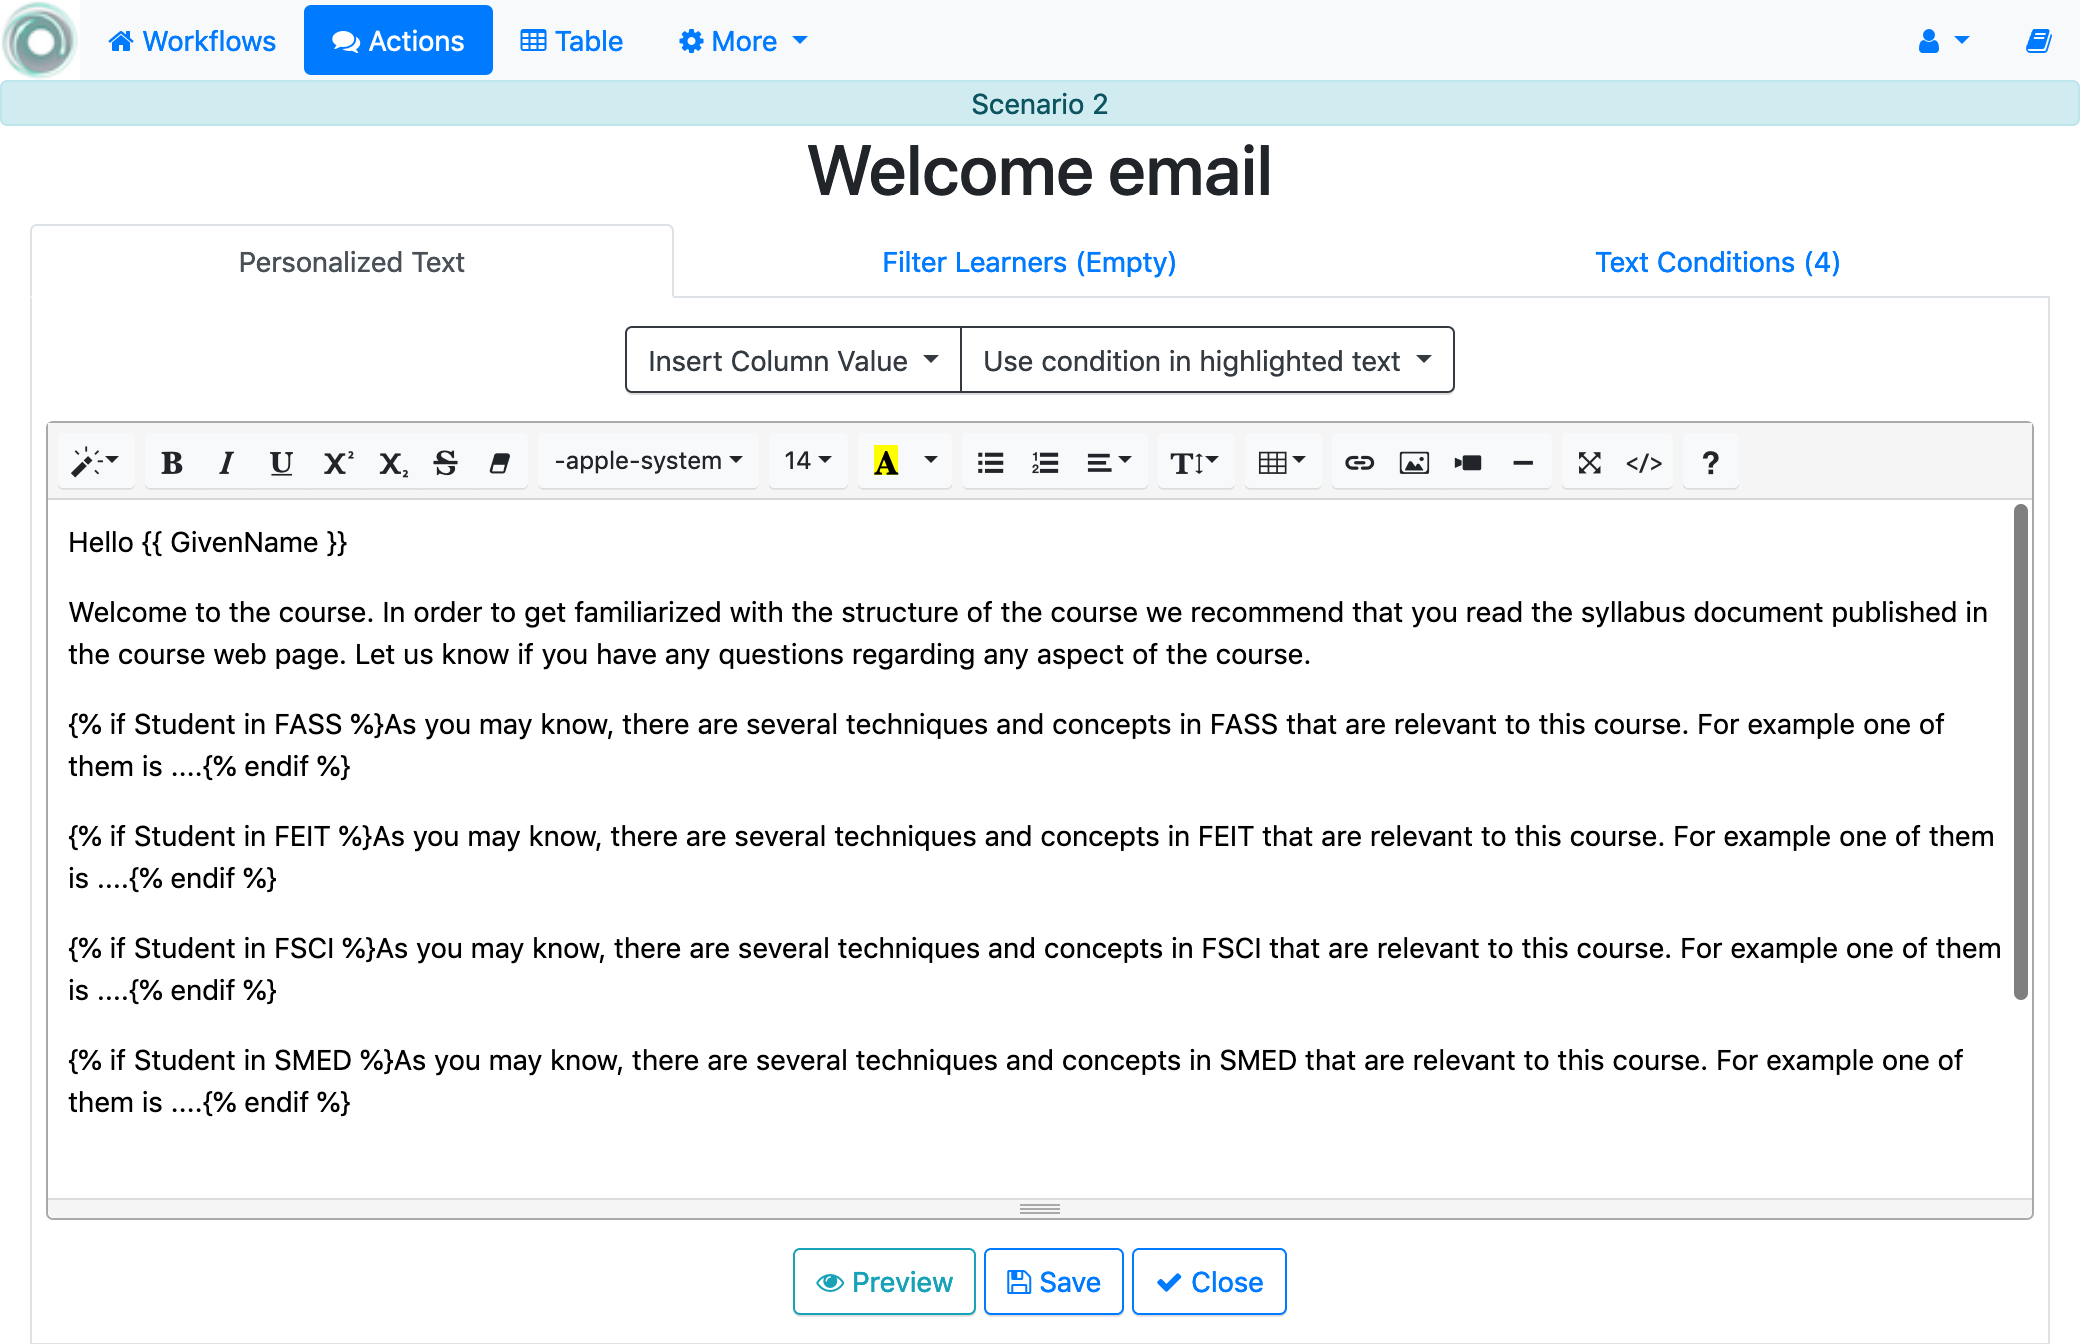 Workflows Actions Table More
Scenario 2
Welcome email
Personalized Text Filter Learners (Empty) Text Conditions (4)
Insert Column Value Use condition in highlighted text
B I U X² X₂ S -apple-system 14 A T </> ?
Hello {{ GivenName }}
Welcome to the course. In order to get familiarized with the structure of the course we recommend that you read the syllabus document published in
the course web page. Let us know if you have any questions regarding any aspect of the course.
{% if Student in FASS %}As you may know, there are several techniques and concepts in FASS that are relevant to this course. For example one of
them is ....{% endif %}
{% if Student in FEIT %}As you may know, there are several techniques and concepts in FEIT that are relevant to this course. For example one of them
is ....{% endif %}
{% if Student in FSCI %}As you may know, there are several techniques and concepts in FSCI that are relevant to this course. For example one of them
is ....{% endif %}
{% if Student in SMED %}As you may know, there are several techniques and concepts in SMED that are relevant to this course. For example one of
them is ....{% endif %}
Preview Save Close